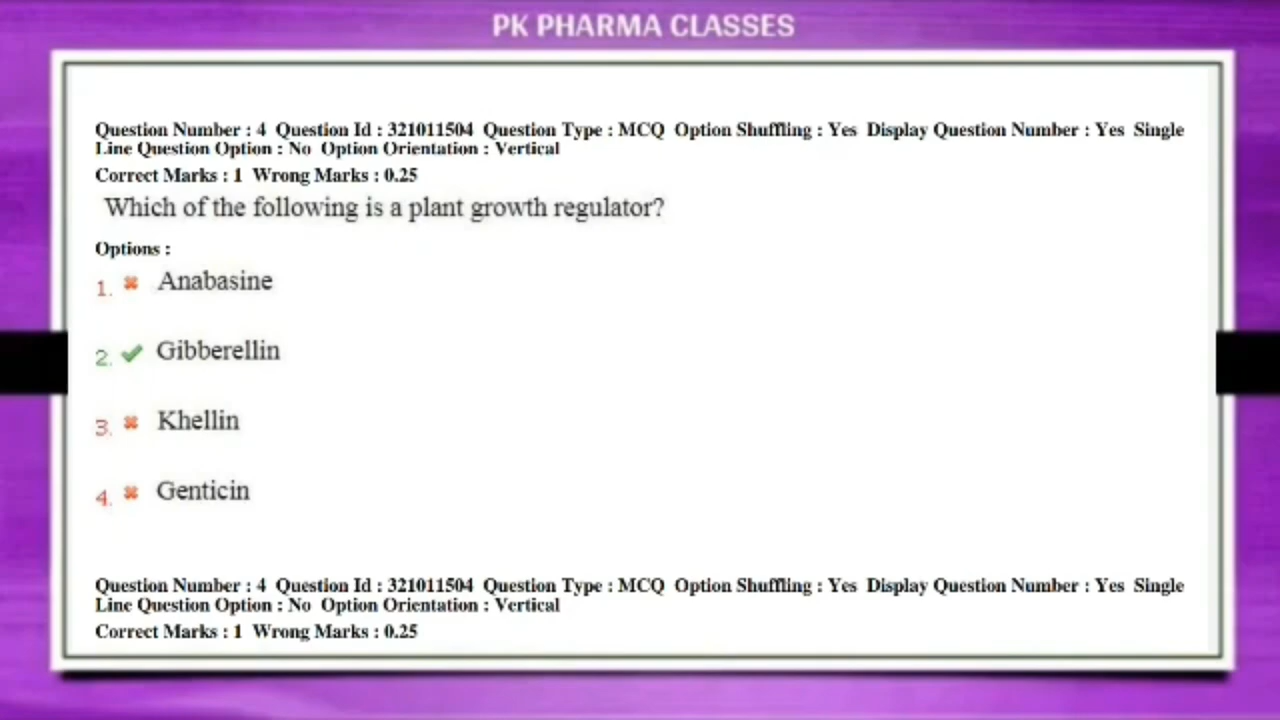 PK PHARMA CLASSES
Question Number : 4 Question Id : 321011504 Question Type : MCQ Option Shuffling : Yes Display Question Number : Yes Single
Line Question Option : No Option Orientation : Vertical
Correct Marks : 1 Wrong Marks : 0.25
Which of the following is a plant growth regulator?
Options :
1. ✖ Anabasine
2. ✔ Gibberellin
3. ✖ Khellin
4. ✖ Genticin
Question Number : 4 Question Id : 321011504 Question Type : MCQ Option Shuffling : Yes Display Question Number : Yes Single
Line Question Option : No Option Orientation : Vertical
Correct Marks : 1 Wrong Marks : 0.25